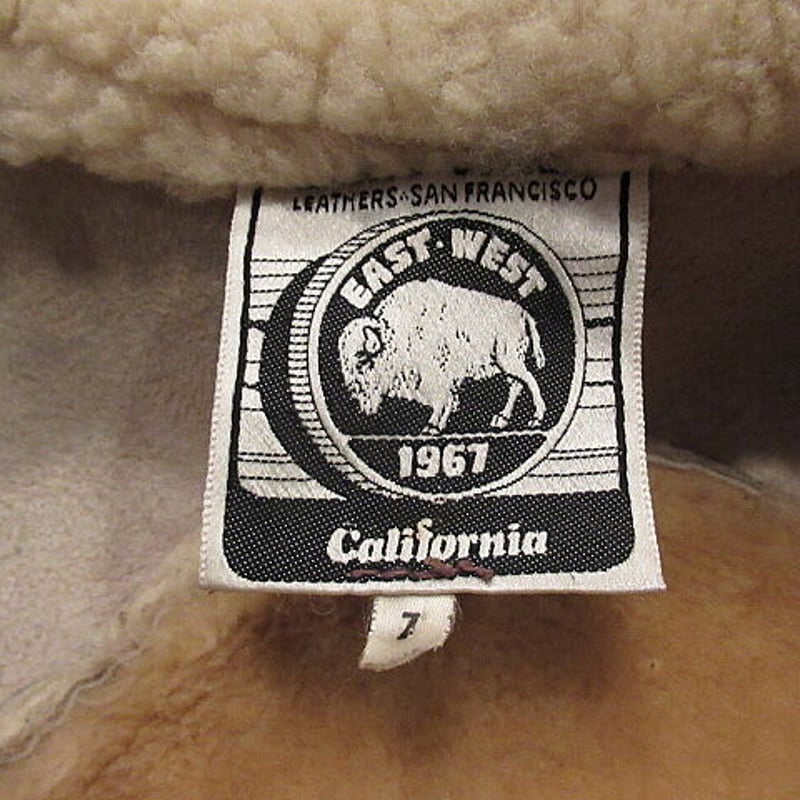 LEATHERS·SAN FRANCISCO
EAST·WEST
1967
California
7